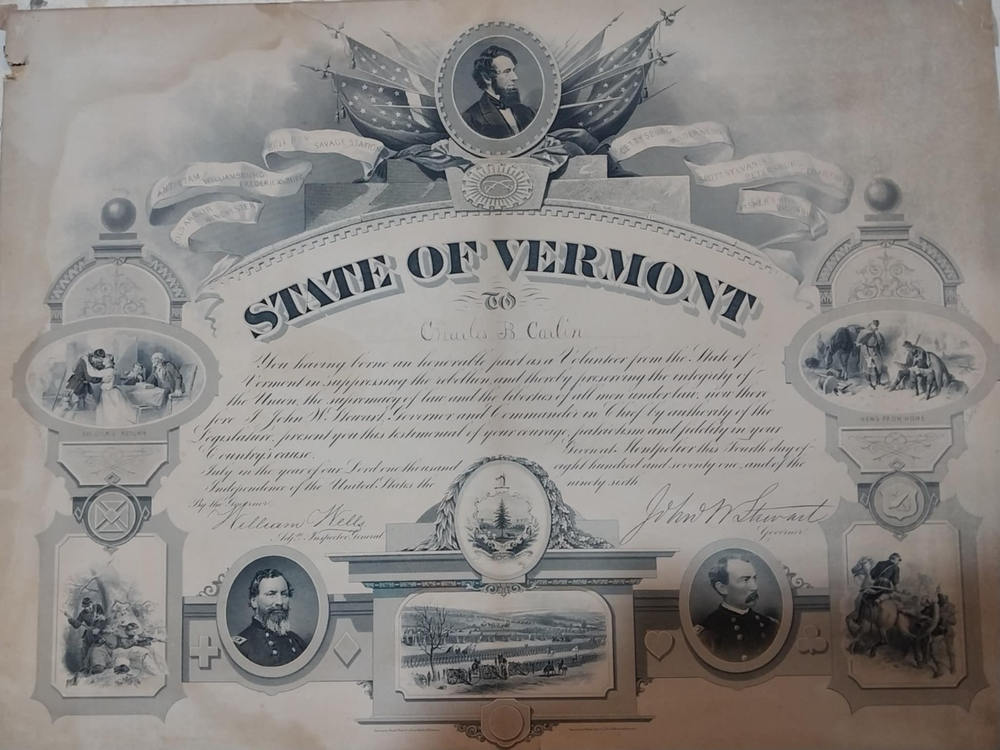 SAVAGE STATION
GETTYSBURG
ANTIETAM
WILLIAMSBURG
FREDERICKSBURG
STATE OF VERMONT
TO
Charles B. Carlin
You having borne an honorable part as a Volunteer from the State of
Vermont in suppressing the rebellion, and thereby preserving the integrity of
the Union, the supremacy of law and the liberties of all men under law, now there
fore I, John W. Stewart, Governor and Commander in Chief by authority of the
Legislature, present you this testimonial of your courage, patriotism and fidelity in your
Country's cause. Given at Montpelier this Fourth day of
July in the year of our Lord one thousand eight hundred and seventy one, and of the
Independence of the United States the ninety sixth
By the Governor
William Wells
Adjt. & Inspector General
John W Stewart
Governor
SOLDIER'S RETURN
NEWS FROM HOME